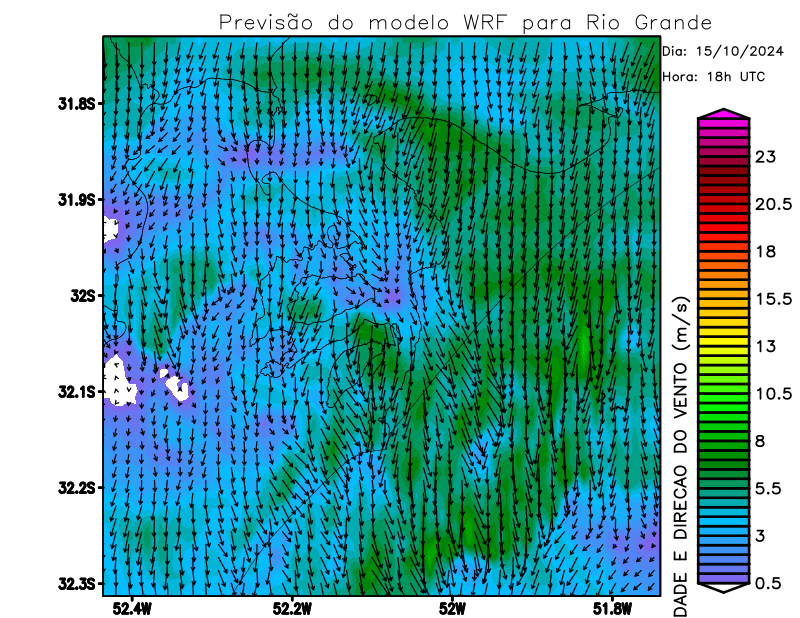 Previsão do modelo WRF para Rio Grande
Dia: 15/10/2024
Hora: 18h UTC
31.8S
31.9S
32S
32.1S
32.2S
32.3S
52.4W
52.2W
52W
51.8W
23
20.5
18
15.5
13
10.5
8
5.5
3
0.5
DADE E DIRECAO DO VENTO (m/s)